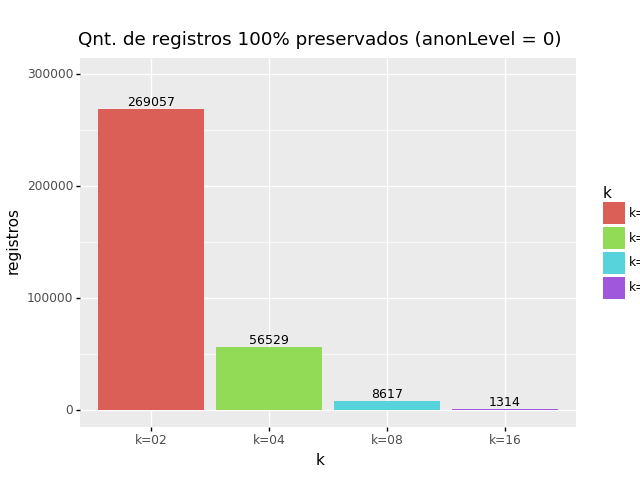 Qnt. de registros 100% preservados (anonLevel = 0)
300000
200000
100000
0
registros
269057
56529
8617
1314
k=02
k=04
k=08
k=16
k
k
k=
k=
k=
k=